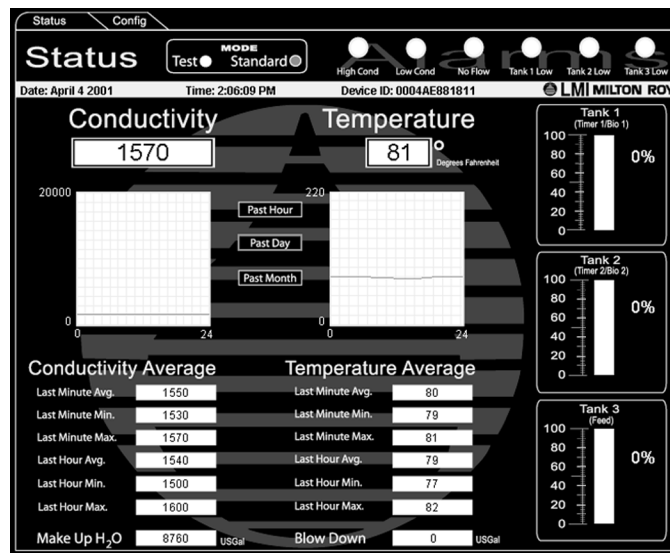 Status Config
Status
MODE
Test Standard
Alarms
High Cond Low Cond No Flow Tank 1 Low Tank 2 Low Tank 3 Low
Date: April 4 2001 Time: 2:06:09 PM Device ID: 0004AE881811 LMI MILTON ROY
Conductivity
1570
Temperature
81 °
Degrees Fahrenheit
20000
0
0 24
Past Hour
Past Day
Past Month
220
0
0 24
Conductivity Average
Last Minute Avg. 1550
Last Minute Min. 1530
Last Minute Max. 1570
Last Hour Avg. 1540
Last Hour Min. 1500
Last Hour Max. 1600
Make Up H2O 8760 USGal
Temperature Average
Last Minute Avg. 80
Last Minute Min. 79
Last Minute Max. 81
Last Hour Avg. 79
Last Hour Min. 77
Last Hour Max. 82
Blow Down 0 USGal
Tank 1
(Timer 1/Bio 1)
100
80
60
40
20
0
0%
Tank 2
(Timer 2/Bio 2)
100
80
60
40
20
0
0%
Tank 3
(Feed)
100
80
60
40
20
0
0%